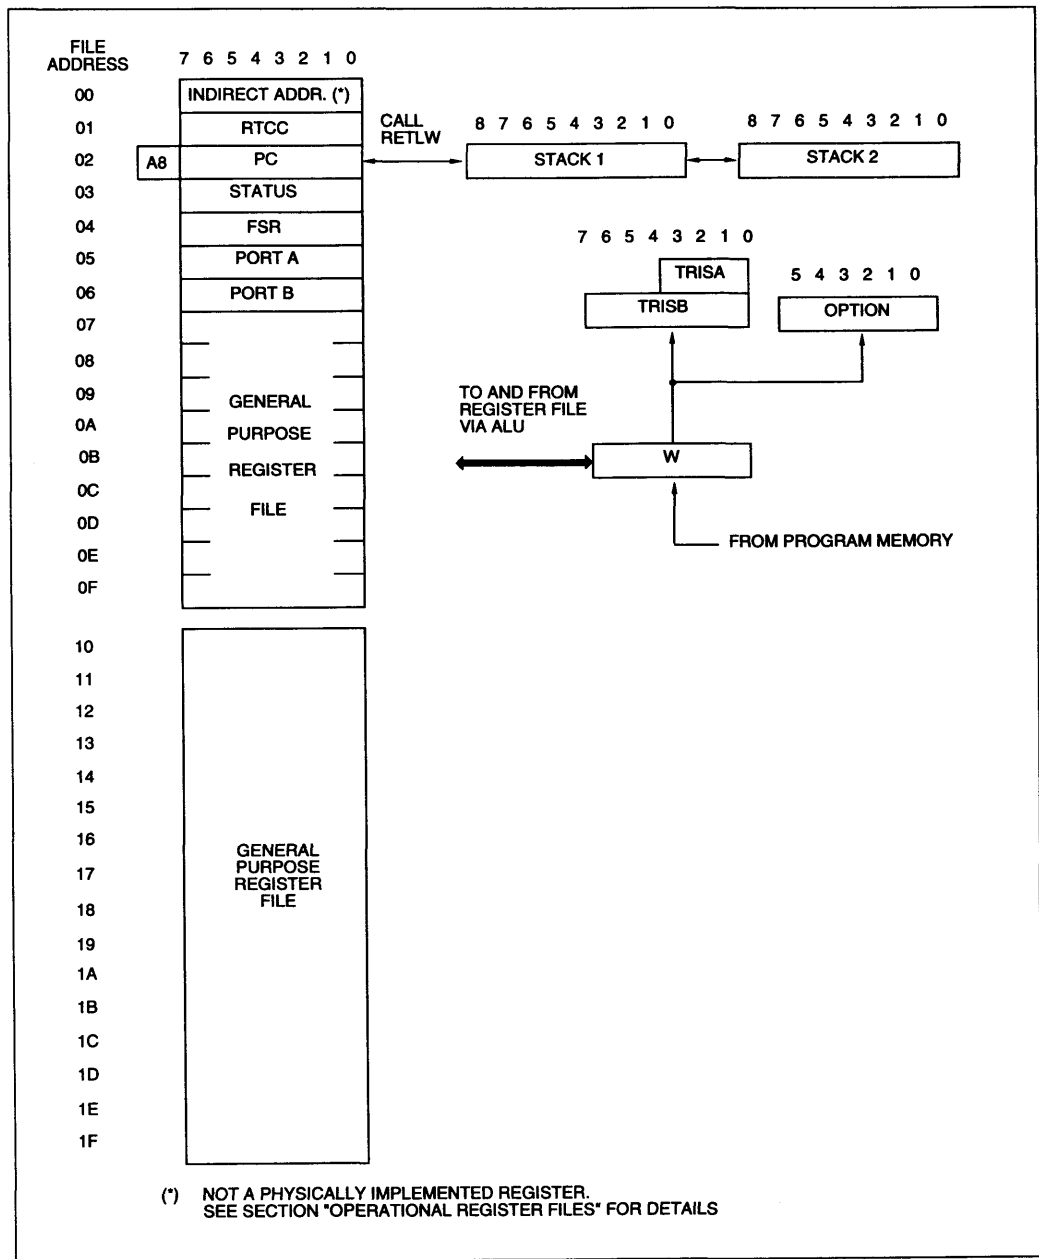 FILE
ADDRESS
7 6 5 4 3 2 1 0
00
INDIRECT ADDR. (*)
01
RTCC
CALL
RETLW
8 7 6 5 4 3 2 1 0
8 7 6 5 4 3 2 1 0
02
A8
PC
STACK 1
STACK 2
03
STATUS
04
FSR
7 6 5 4 3 2 1 0
05
PORT A
TRISA
5 4 3 2 1 0
06
PORT B
TRISB
OPTION
07
08
09
GENERAL
TO AND FROM
REGISTER FILE
VIA ALU
0A
PURPOSE
0B
REGISTER
W
0C
FILE
0D
FROM PROGRAM MEMORY
0E
0F
10
11
12
13
14
15
16
GENERAL
PURPOSE
REGISTER
FILE
17
18
19
1A
1B
1C
1D
1E
1F
(*) NOT A PHYSICALLY IMPLEMENTED REGISTER.
SEE SECTION "OPERATIONAL REGISTER FILES" FOR DETAILS